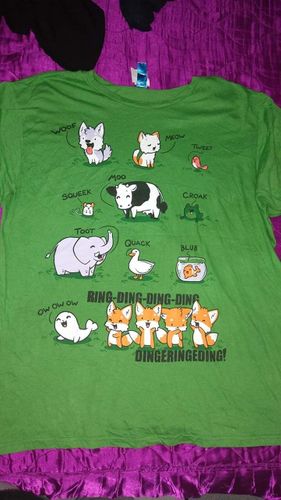 WOOF
MEOW
TWEET
SQUEEK
MOO
CROAK
TOOT
QUACK
BLUB
OW OW OW
RING-DING-DING-DING
DINGERINGEDING!